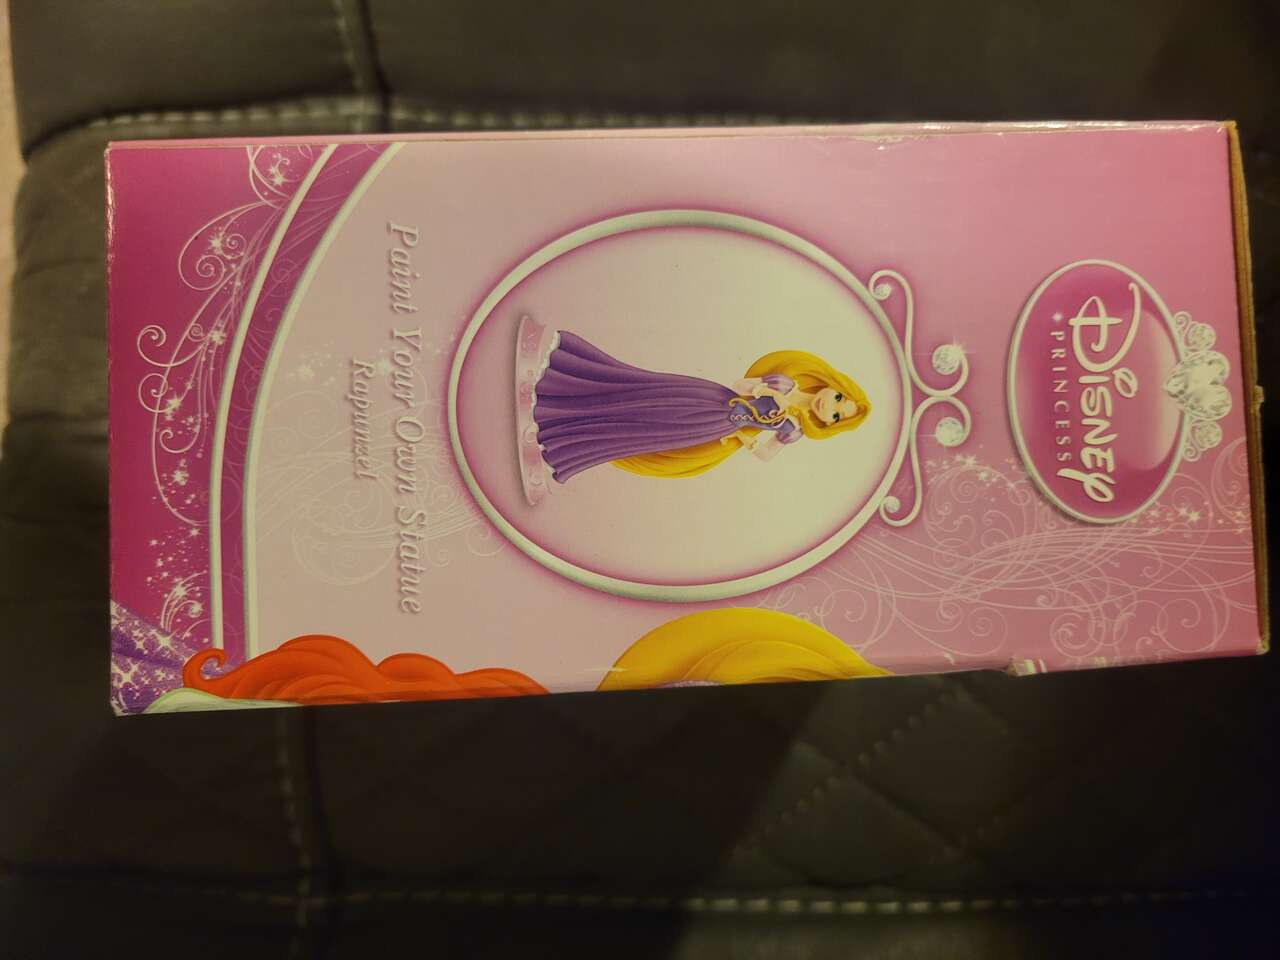 Disney
PRINCESS
Paint Your Own Statue
Rapunzel